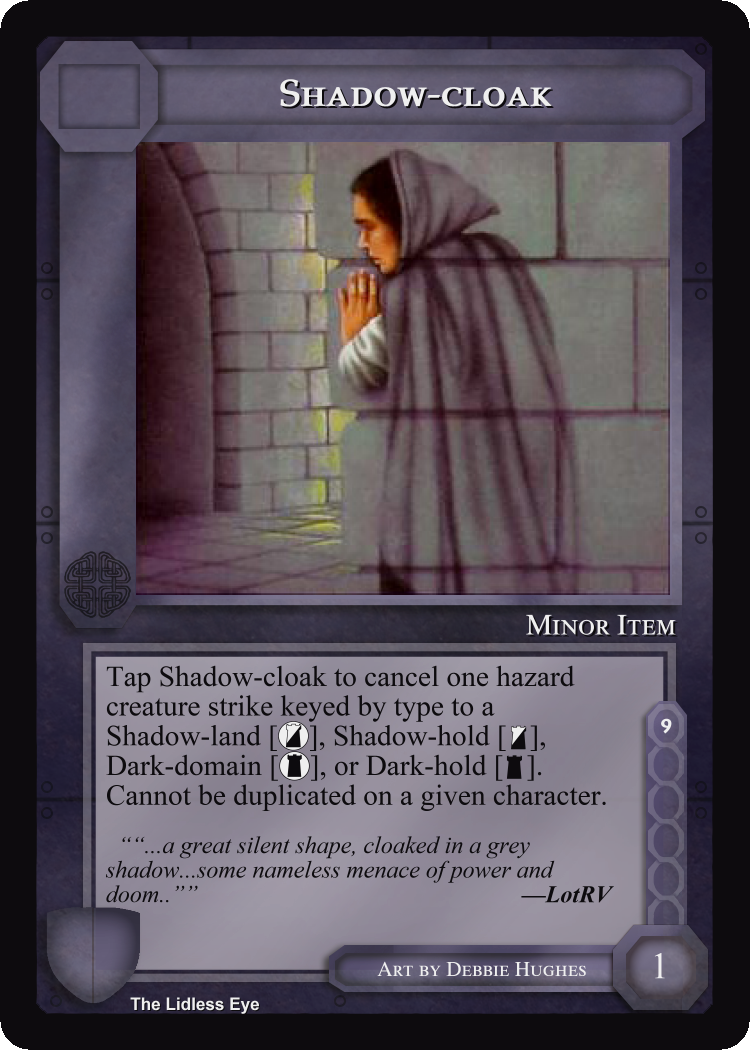 Shadow-cloak
Minor Item
Tap Shadow-cloak to cancel one hazard
creature strike keyed by type to a
Shadow-land [], Shadow-hold [],
Dark-domain [], or Dark-hold [].
Cannot be duplicated on a given character.
9
““...a great silent shape, cloaked in a grey
shadow...some nameless menace of power and
doom..”” —LotRV
Art by Debbie Hughes
1
The Lidless Eye